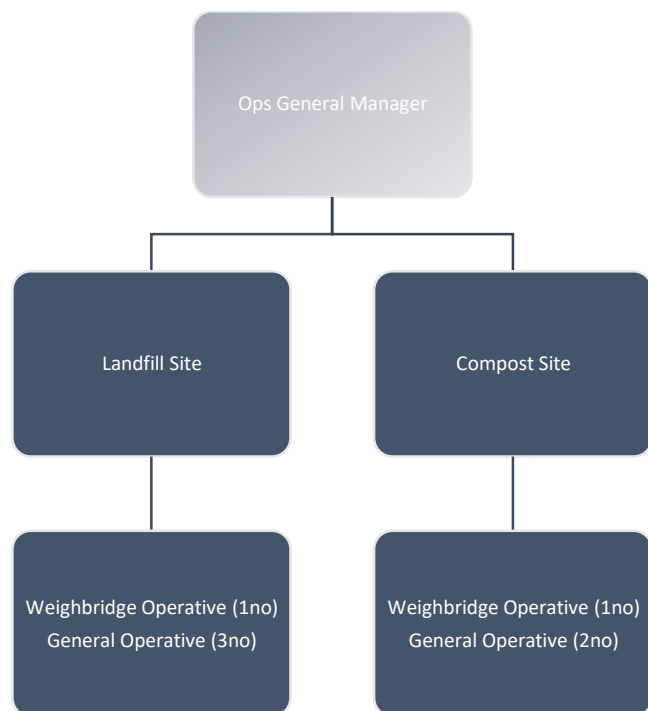 Ops General Manager
Landfill Site
Compost Site
Weighbridge Operative (1no)
General Operative (3no)
Weighbridge Operative (1no)
General Operative (2no)